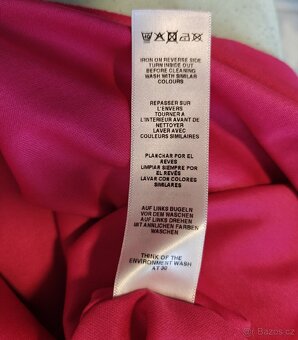 IRON ON REVERSE SIDE
TURN INSIDE OUT
BEFORE CLEANING
WASH WITH SIMILAR
COLOURS
REPASSER SUR
L'ENVERS
TOURNER A
L'INTERIEUR AVANT DE
NETTOYER
LAVER AVEC
COULEURS SIMILAIRES
PLANCHAR POR EL
REVÉS
LIMPIAR SIEMPRE POR
EL REVÉS
LAVAR CON COLORES
SIMILARES
AUF LINKS BUGELN
VOR DEM WASCHEN
AUF LINKS DREHEN
MIT ANNLICHEN FARBEN
WASCHEN
THINK OF THE
ENVIRONMENT WASH
AT 30